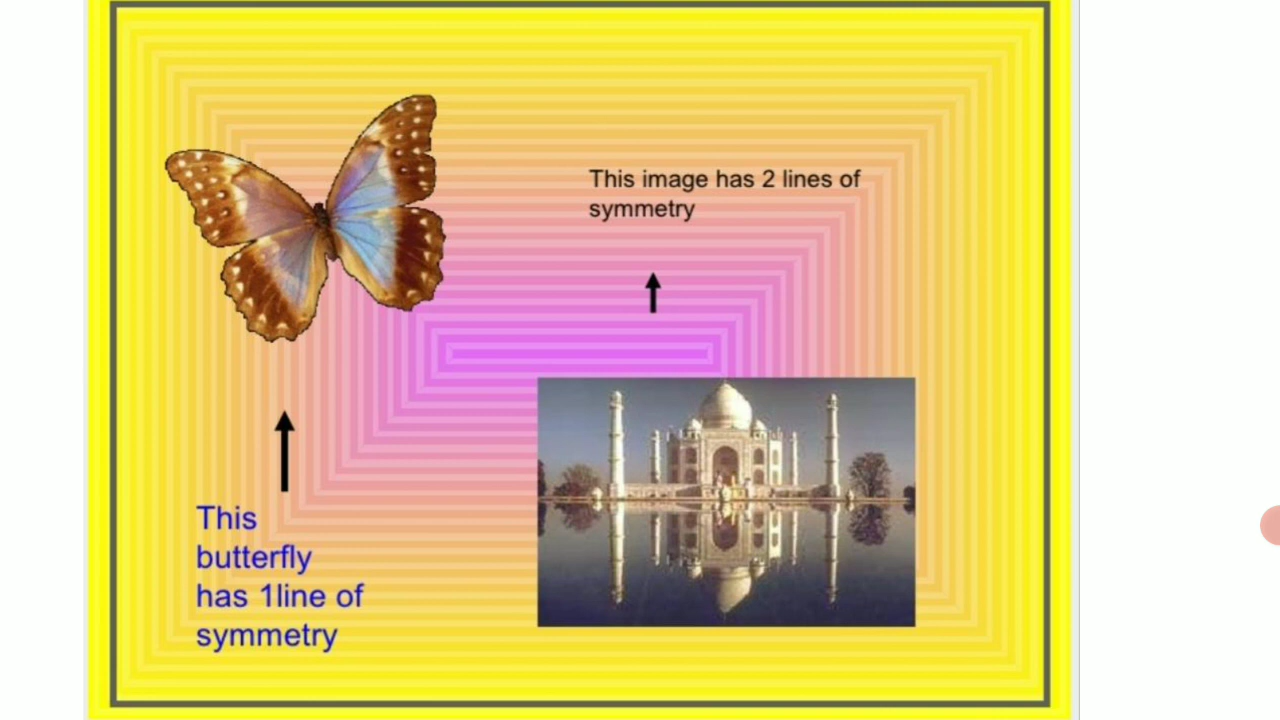 This image has 2 lines of
symmetry
This
butterfly
has 1line of
symmetry